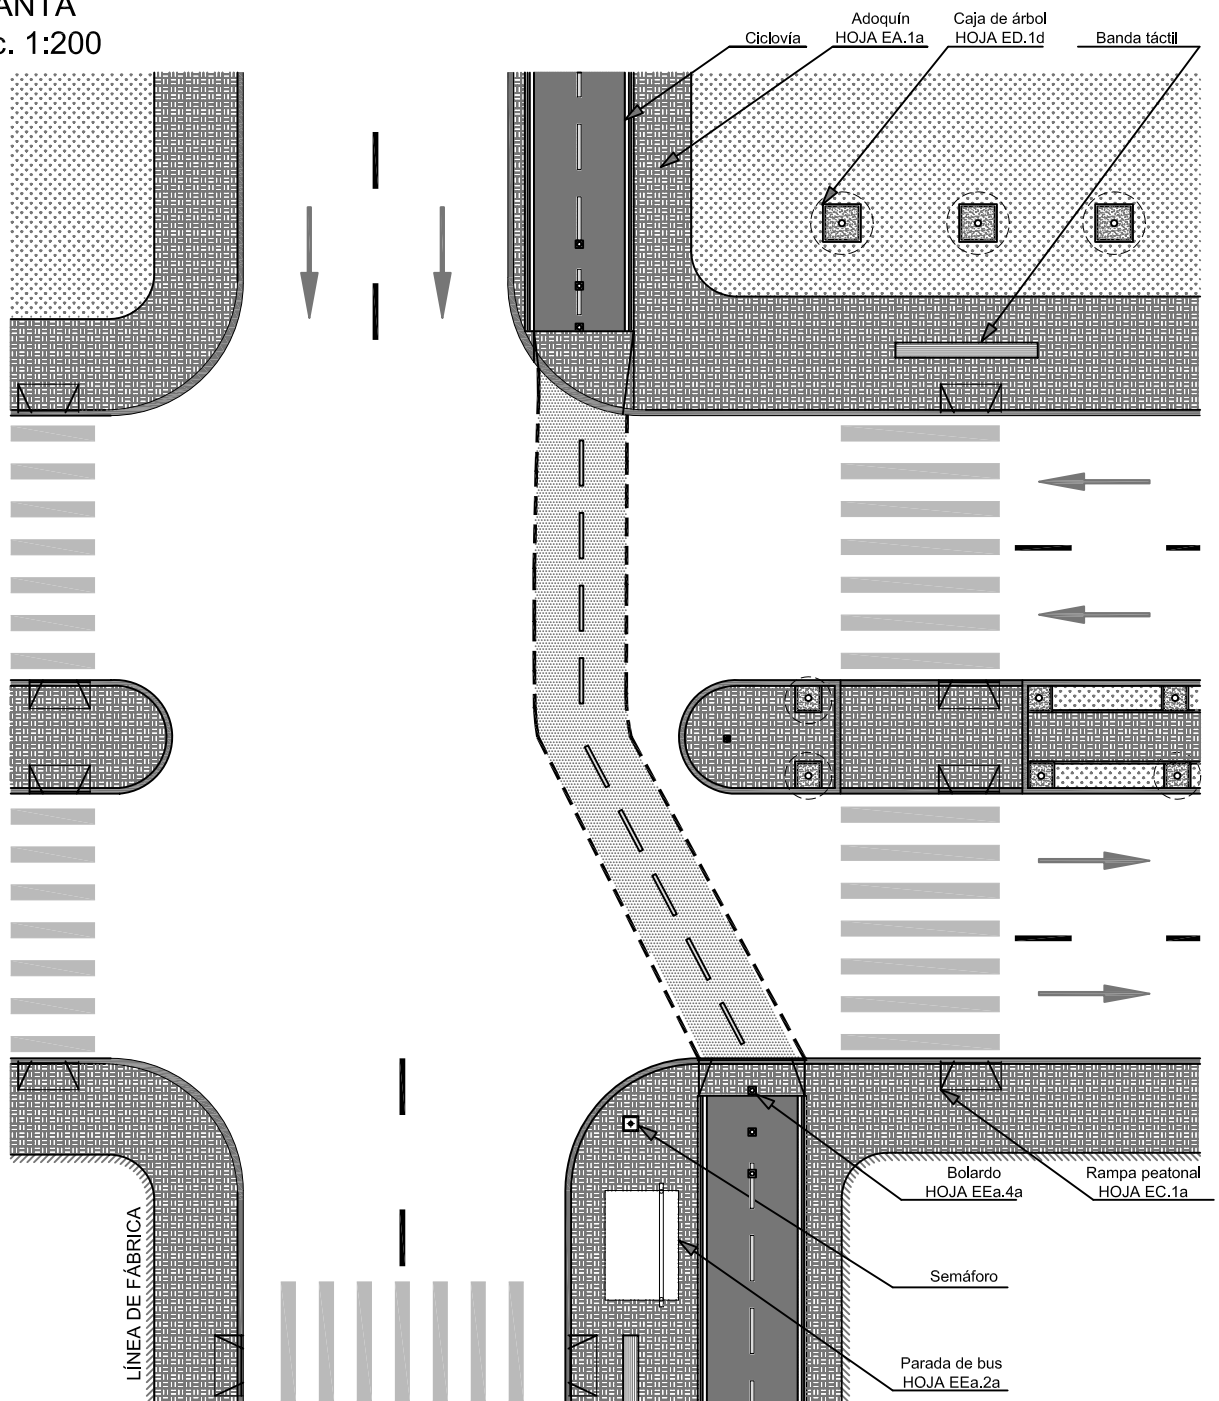 c. 1:200
Ciclovía
Adoquín
HOJA EA.1a
Caja de árbol
HOJA ED.1d
Banda táctil
Bolardo
HOJA EEa.4a
Rampa peatonal
HOJA EC.1a
LÍNEA DE FÁBRICA
Semáforo
Parada de bus
HOJA EEa.2a